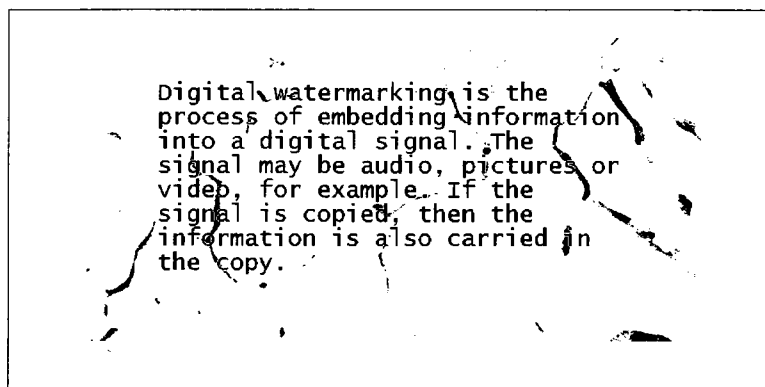 Digital watermarking is the
process of embedding information
into a digital signal. The
signal may be audio, pictures or
video, for example. If the
signal is copied, then the
information is also carried in
the copy.